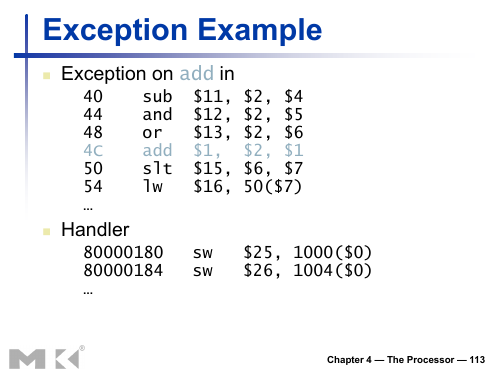 Exception Example
Exception on add in
40 sub $11, $2, $4
44 and $12, $2, $5
48 or $13, $2, $6
4C add $1, $2, $1
50 slt $15, $6, $7
54 lw $16, 50($7)
…
Handler
80000180 sw $25, 1000($0)
80000184 sw $26, 1004($0)
…
MK®
Chapter 4 — The Processor — 113